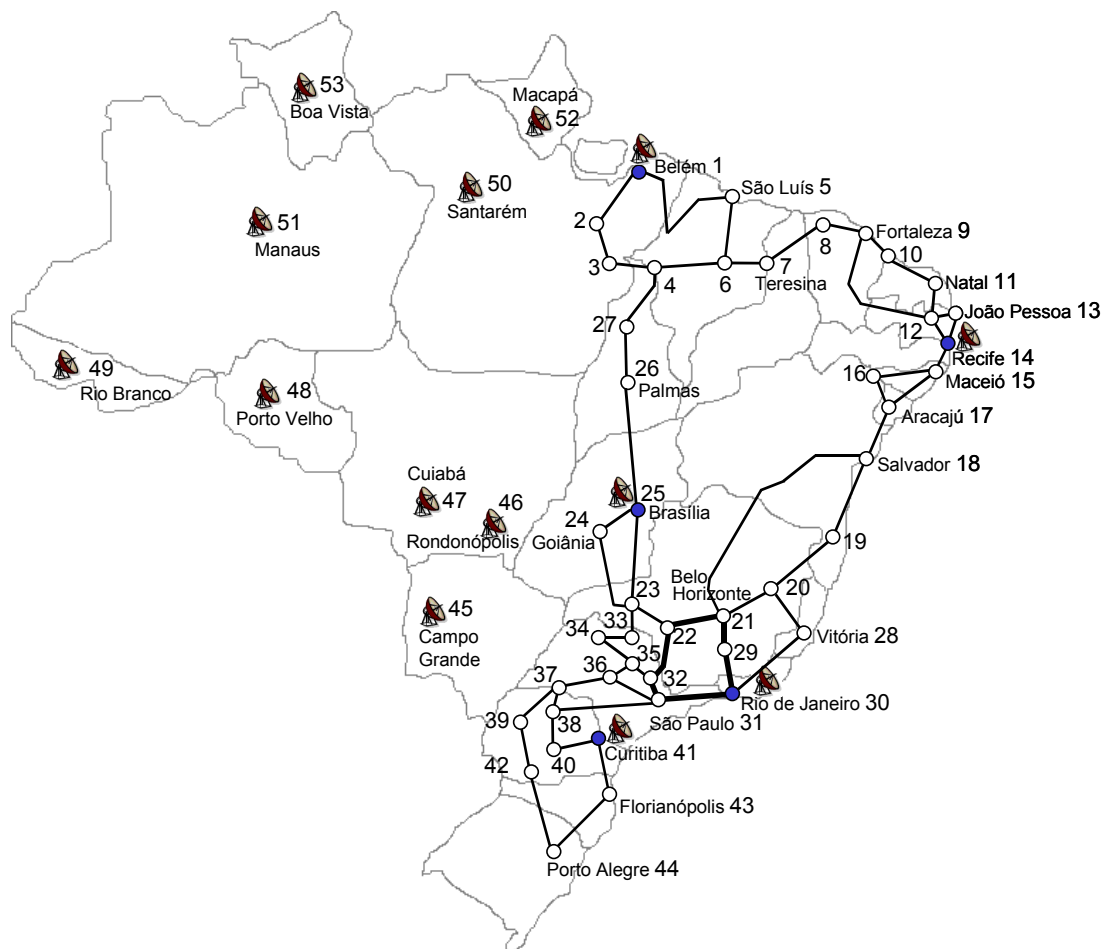 53
Boa Vista
Macapá
52
Belém 1
50
Santarém
São Luís 5
51
Manaus
2
8
Fortaleza 9
10
3
4
6
7
Teresina
Natal 11
João Pessoa 13
27
12
49
Rio Branco
48
Porto Velho
26
Palmas
16
Recife 14
Maceió 15
Aracajú 17
Salvador 18
Cuiabá
47
46
Rondonópolis
25
Brasília
24
Goiânia
19
45
Campo
Grande
23
Belo
Horizonte
20
34
33
22
21
Vitória 28
35
29
36
32
37
Rio de Janeiro 30
São Paulo 31
39
38
42
40
Curitiba 41
Florianópolis 43
Porto Alegre 44